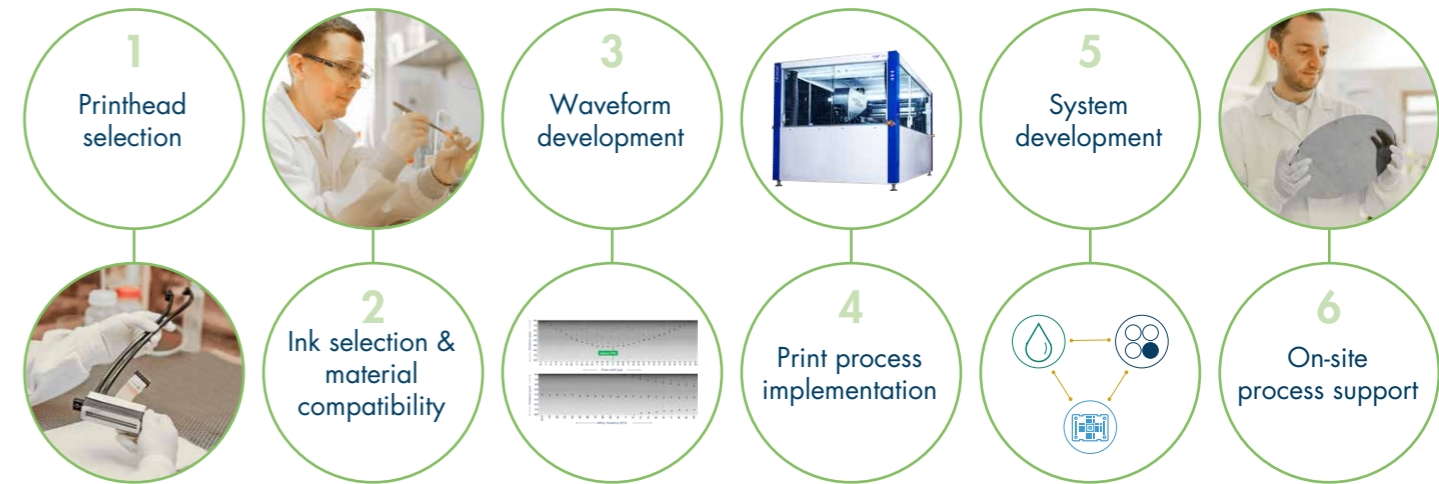 1
Printhead
selection
2
Ink selection &
material
compatibility
3
Waveform
development
4
Print process
implementation
5
System
development
6
On-site
process support